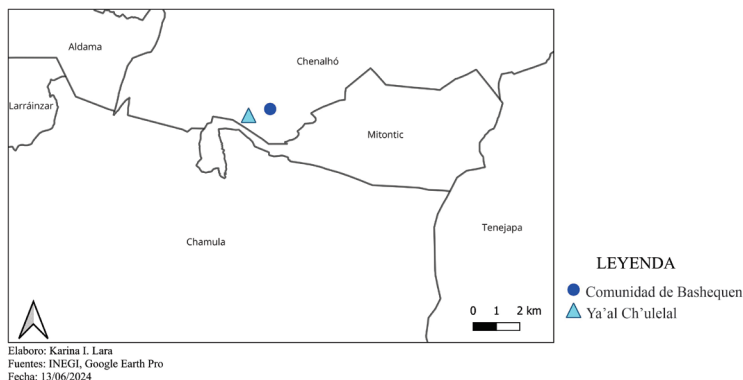 Aldama
Chenalhó
Larráinzar
Mitontic
Chamula
Tenejapa
0 1 2 km
LEYENDA
Comunidad de Bashequen
Ya'al Ch'ulelal
Elaboro: Karina I. Lara
Fuentes: INEGI, Google Earth Pro
Fecha: 13/06/2024